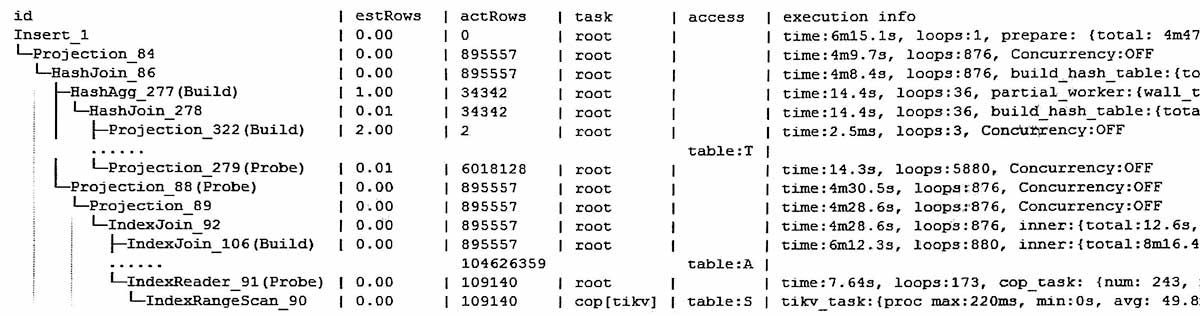 id | estRows | actRows | task | access | execution info
Insert_1 | 0.00 | 0 | root | | time:6m15.1s, loops:1, prepare: {total: 4m47
└─Projection_84 | 0.00 | 895557 | root | | time:4m9.7s, loops:876, Concurrency:OFF
└─HashJoin_86 | 0.00 | 895557 | root | | time:4m8.4s, loops:876, build_hash_table:{to
├─HashAgg_277(Build) | 1.00 | 34342 | root | | time:14.4s, loops:36, partial_worker:{wall_t
│ └─HashJoin_278 | 0.01 | 34342 | root | | time:14.4s, loops:36, build_hash_table:{tota
│ ├─Projection_322(Build) | 2.00 | 2 | root | | time:2.5ms, loops:3, Concurrency:OFF
...... table:T |
│ └─Projection_279(Probe) | 0.01 | 6018128 | root | | time:14.3s, loops:5880, Concurrency:OFF
└─Projection_88(Probe) | 0.00 | 895557 | root | | time:4m30.5s, loops:876, Concurrency:OFF
└─Projection_89 | 0.00 | 895557 | root | | time:4m28.6s, loops:876, Concurrency:OFF
└─IndexJoin_92 | 0.00 | 895557 | root | | time:4m28.6s, loops:876, inner:{total:12.6s,
├─IndexJoin_106(Build) | 0.00 | 895557 | root | | time:6m12.3s, loops:880, inner:{total:8m16.4
...... 104626359 table:A |
└─IndexReader_91(Probe) | 0.00 | 109140 | root | | time:7.64s, loops:173, cop_task: {num: 243,
└─IndexRangeScan_90 | 0.00 | 109140 | cop[tikv] | table:S | tikv_task:{proc max:220ms, min:0s, avg: 49.8